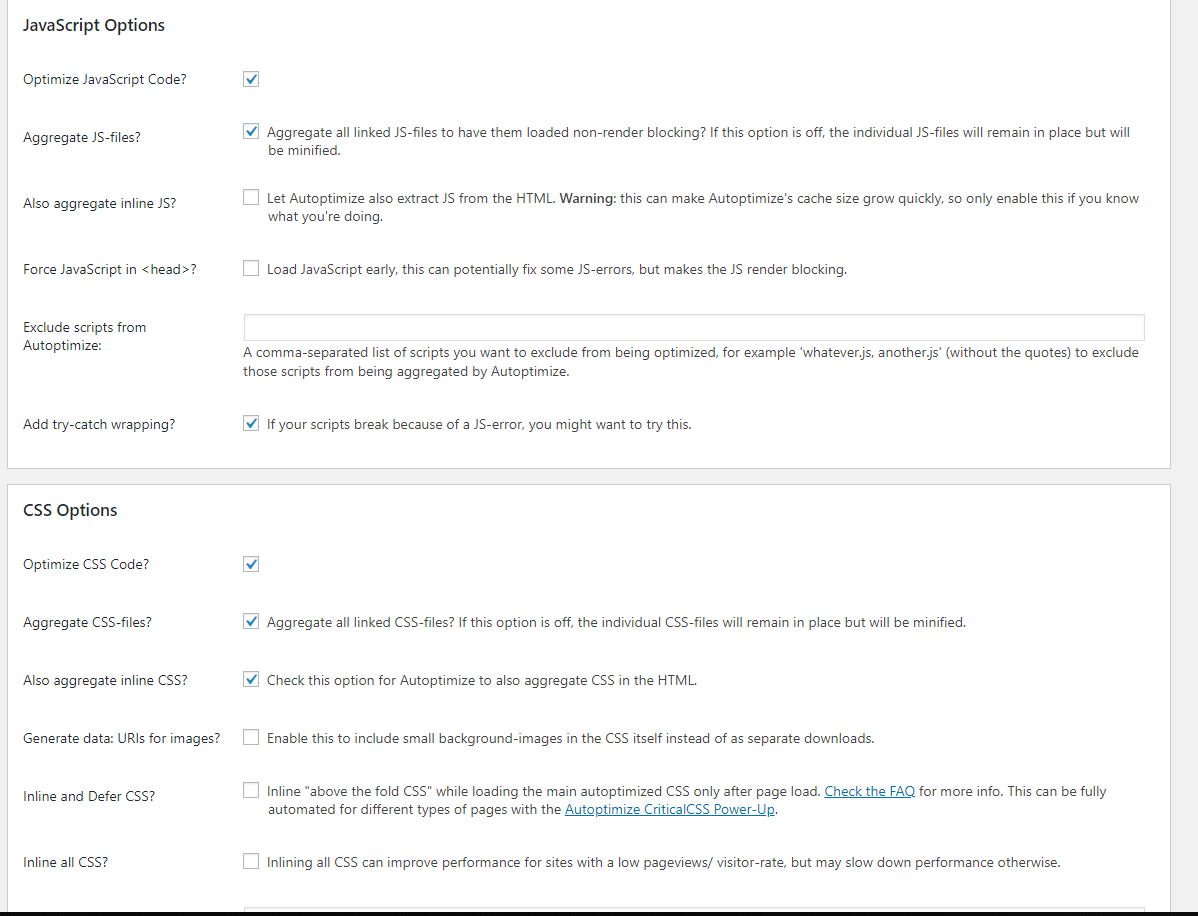 JavaScript Options
Optimize JavaScript Code?
Aggregate JS-files?
Aggregate all linked JS-files to have them loaded non-render blocking? If this option is off, the individual JS-files will remain in place but will
be minified.
Also aggregate inline JS?
Let Autoptimize also extract JS from the HTML. Warning: this can make Autoptimize's cache size grow quickly, so only enable this if you know
what you're doing.
Force JavaScript in <head>?
Load JavaScript early, this can potentially fix some JS-errors, but makes the JS render blocking.
Exclude scripts from
Autoptimize:
A comma-separated list of scripts you want to exclude from being optimized, for example 'whatever.js, another.js' (without the quotes) to exclude
those scripts from being aggregated by Autoptimize.
Add try-catch wrapping?
If your scripts break because of a JS-error, you might want to try this.
CSS Options
Optimize CSS Code?
Aggregate CSS-files?
Aggregate all linked CSS-files? If this option is off, the individual CSS-files will remain in place but will be minified.
Also aggregate inline CSS?
Check this option for Autoptimize to also aggregate CSS in the HTML.
Generate data: URIs for images?
Enable this to include small background-images in the CSS itself instead of as separate downloads.
Inline and Defer CSS?
Inline "above the fold CSS" while loading the main autoptimized CSS only after page load. Check the FAQ for more info. This can be fully
automated for different types of pages with the Autoptimize CriticalCSS Power-Up.
Inline all CSS?
Inlining all CSS can improve performance for sites with a low pageviews/ visitor-rate, but may slow down performance otherwise.